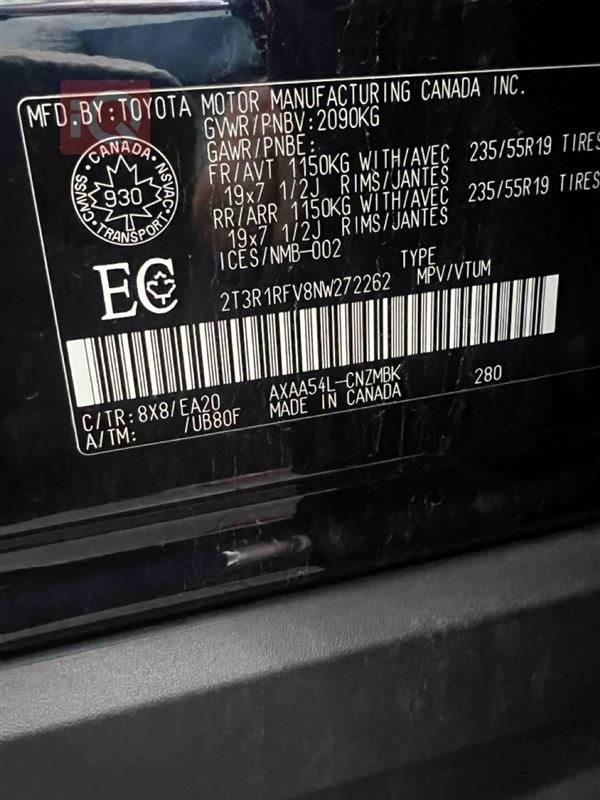 MFD.BY:TOYOTA MOTOR MANUFACTURING CANADA INC.
GVWR/PNBV:2090KG
GAWR/PNBE:
FR/AVT 1150KG WITH/AVEC 235/55R19 TIRES
19x7 1/2J RIMS/JANTES
RR/ARR 1150KG WITH/AVEC 235/55R19 TIRES
19x7 1/2J RIMS/JANTES
ICES/NMB-002
CANADA
CMVSS NSVAC
930
TRANSPORT
EC
TYPE
2T3R1RFV8NW272262 MPV/VTUM
C/TR:8X8/EA20 AXAA54L-CNZMBK 280
A/TM: /UB80F MADE IN CANADA